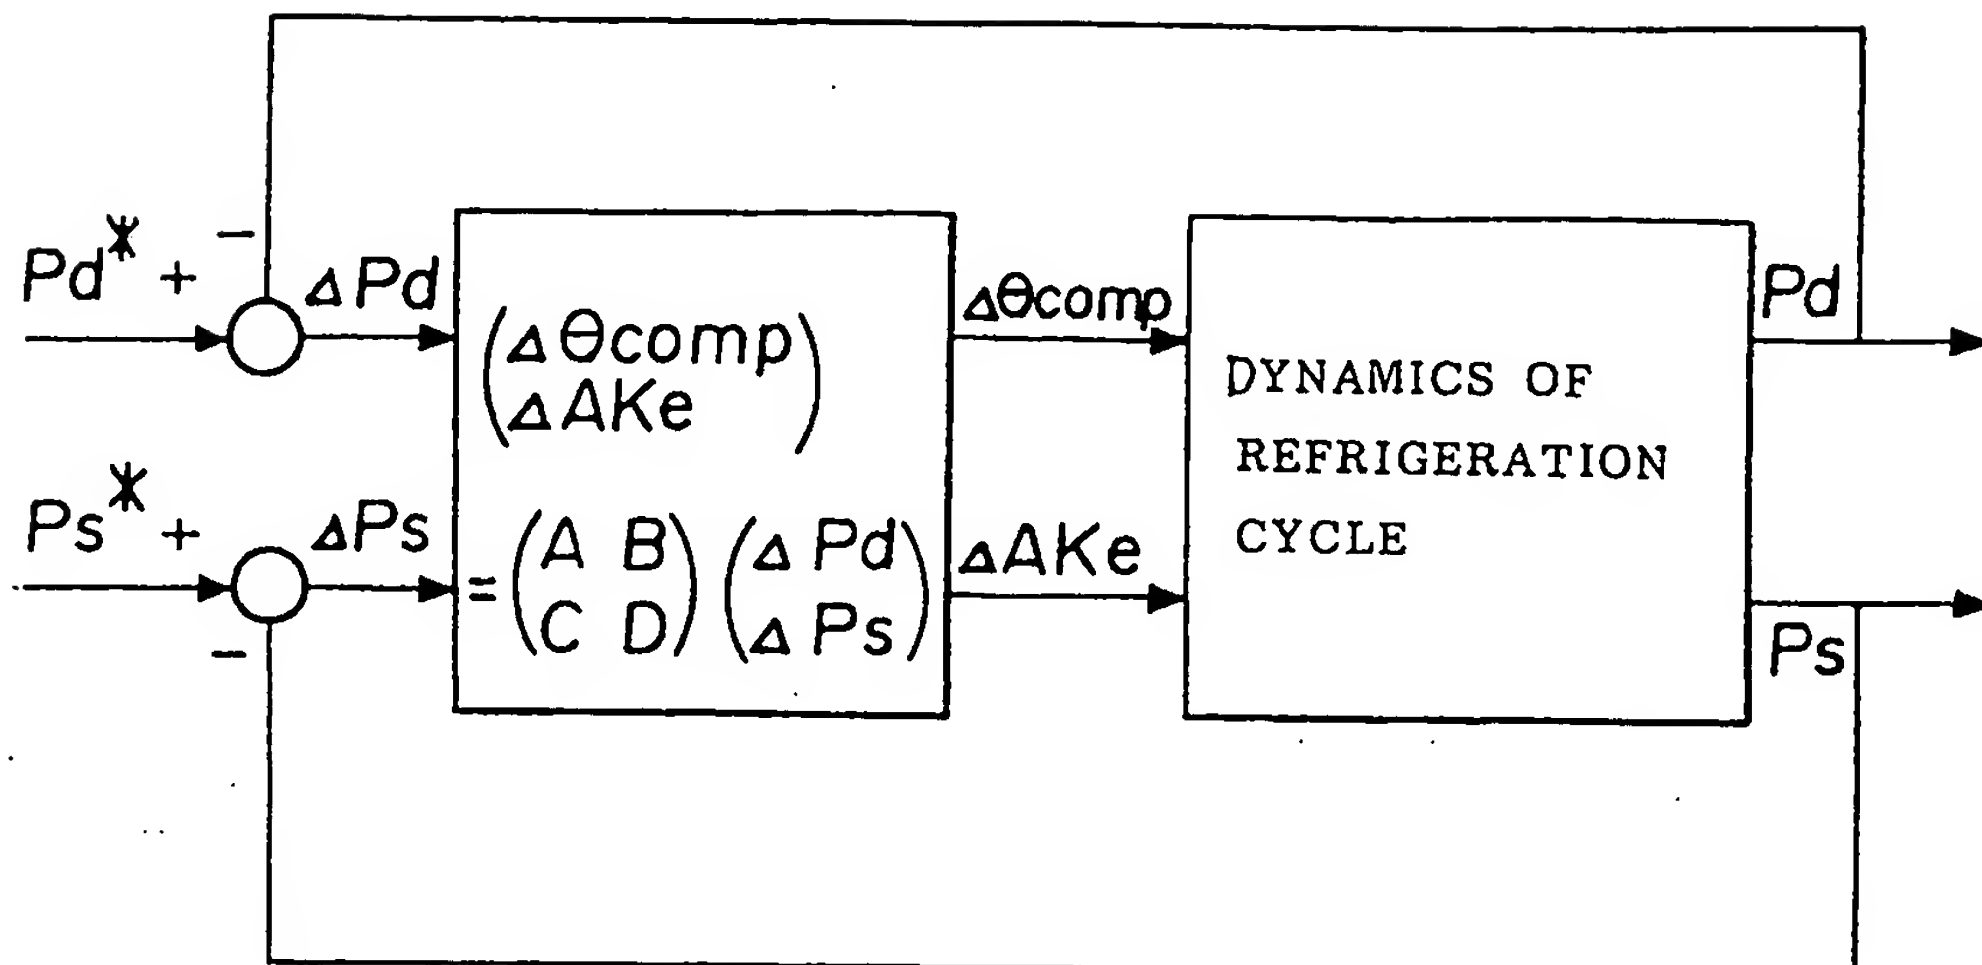 Pd* + −
ΔPd
(Δθcomp
ΔAKe)
Δθcomp
DYNAMICS OF
REFRIGERATION
CYCLE
Pd
Ps* +
−
ΔPs
= (A B
C D) (ΔPd
ΔPs)
ΔAKe
Ps